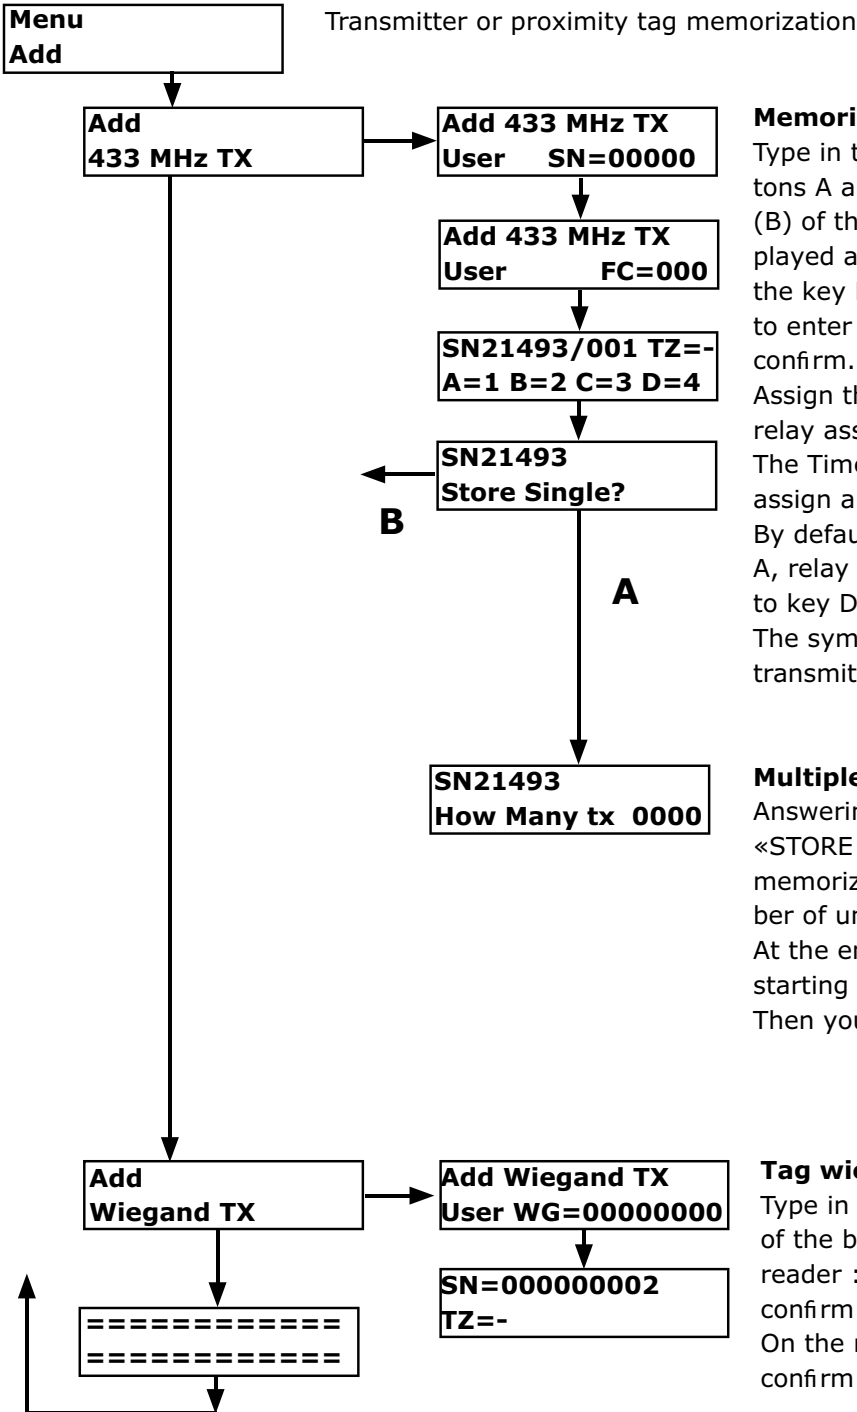 Menu
Add
Transmitter or proximity tag memorization
Add
433 MHz TX
Add 433 MHz TX
User SN=00000
Add 433 MHz TX
User FC=000
SN21493/001 TZ=-
A=1 B=2 C=3 D=4
SN21493
Store Single?
B
A
SN21493
How Many tx 0000
Add
Wiegand TX
Add Wiegand TX
User WG=00000000
SN=000000002
TZ=-
============
============
Memori
Type in t
tons A a
(B) of th
played a
the key
to enter
confirm.
Assign th
relay ass
The Time
assign a
By defau
A, relay
to key D
The sym
transmit
Multiple
Answerin
«STORE
memoriz
ber of un
At the en
starting
Then you
Tag wie
Type in
of the b
reader :
confirm
On the r
confirm